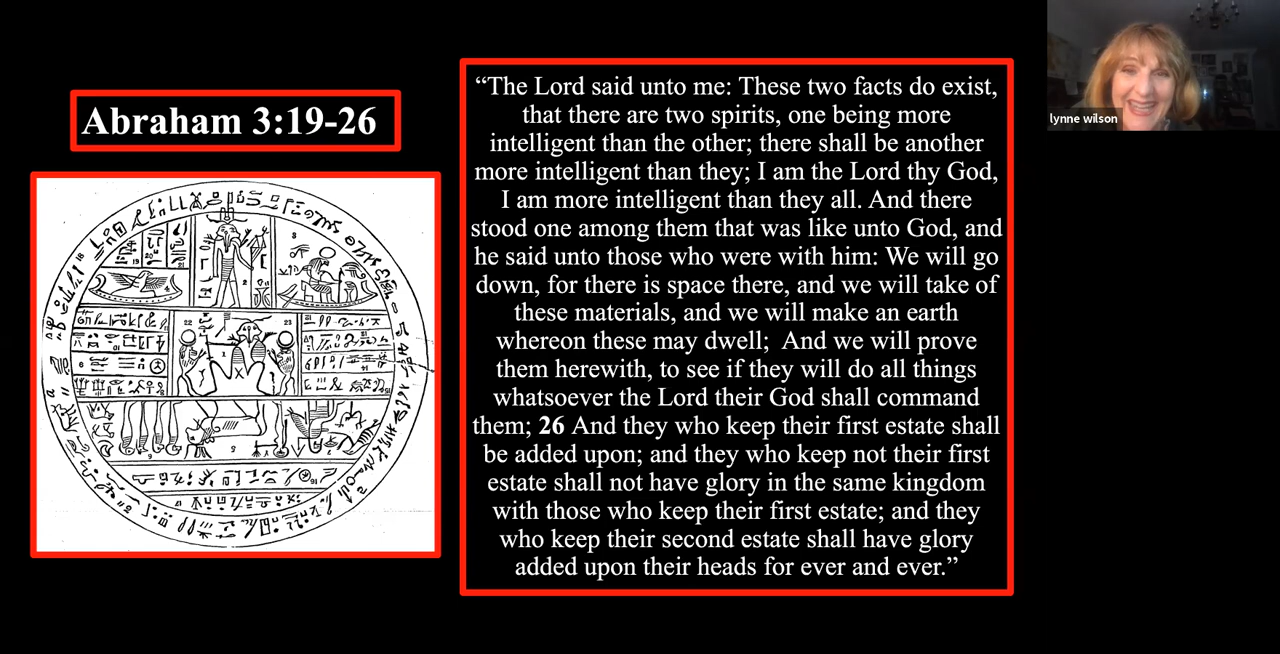 Abraham 3:19-26
“The Lord said unto me: These two facts do exist,
that there are two spirits, one being more
intelligent than the other; there shall be another
more intelligent than they; I am the Lord thy God,
I am more intelligent than they all. And there
stood one among them that was like unto God, and
he said unto those who were with him: We will go
down, for there is space there, and we will take of
these materials, and we will make an earth
whereon these may dwell;  And we will prove
them herewith, to see if they will do all things
whatsoever the Lord their God shall command
them; 26 And they who keep their first estate shall
be added upon; and they who keep not their first
estate shall not have glory in the same kingdom
with those who keep their first estate; and they
who keep their second estate shall have glory
added upon their heads for ever and ever.”
lynne wilson